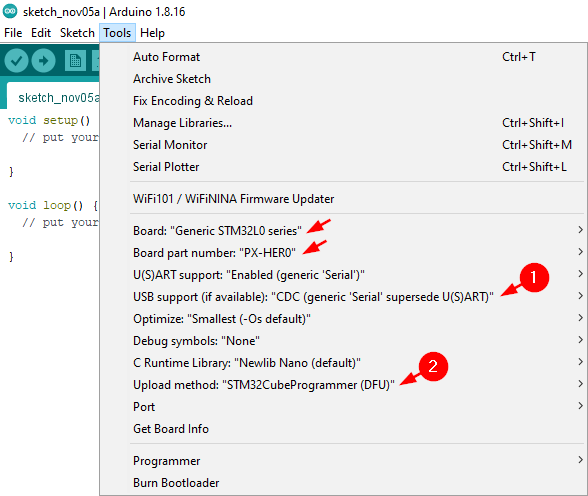 sketch_nov05a | Arduino 1.8.16
File Edit Sketch Tools Help
Auto Format Ctrl+T
Archive Sketch
Fix Encoding & Reload
Manage Libraries... Ctrl+Shift+I
Serial Monitor Ctrl+Shift+M
Serial Plotter Ctrl+Shift+L
WiFi101 / WiFiNINA Firmware Updater
Board: "Generic STM32L0 series"
Board part number: "PX-HER0"
U(S)ART support: "Enabled (generic 'Serial')"
USB support (if available): "CDC (generic 'Serial' supersede U(S)ART)"
1
Optimize: "Smallest (-Os default)"
Debug symbols: "None"
C Runtime Library: "Newlib Nano (default)"
Upload method: "STM32CubeProgrammer (DFU)"
2
Port
Get Board Info
Programmer
Burn Bootloader
sketch_nov05a
void setup()
// put your
}
void loop() {
// put your
}